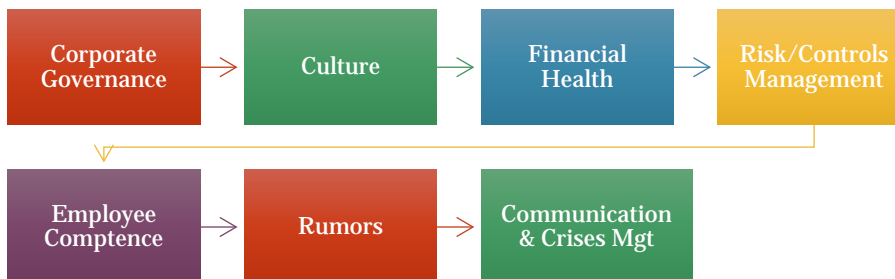 Corporate
Governance
Culture
Financial
Health
Risk/Controls
Management
Employee
Comptence
Rumors
Communication
& Crises Mgt